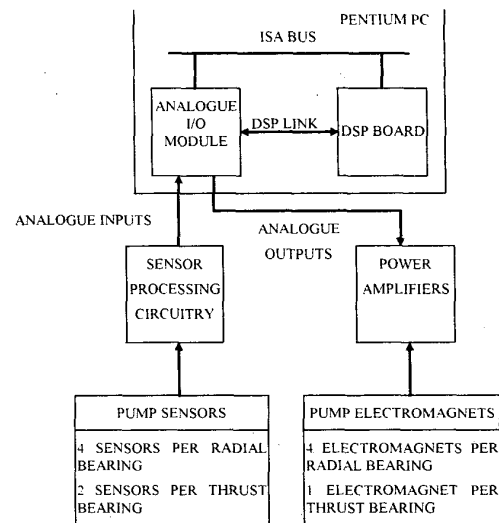 PENTIUM PC
ISA BUS
ANALOGUE
I/O
MODULE
DSP LINK
DSP BOARD
ANALOGUE INPUTS
ANALOGUE
OUTPUTS
SENSOR
PROCESSING
CIRCUITRY
POWER
AMPLIFIERS
PUMP SENSORS
4 SENSORS PER RADIAL
BEARING
2 SENSORS PER THRUST
BEARING
PUMP ELECTROMAGNETS
4 ELECTROMAGNETS PER
RADIAL BEARING
1 ELECTROMAGNET PER
THRUST BEARING